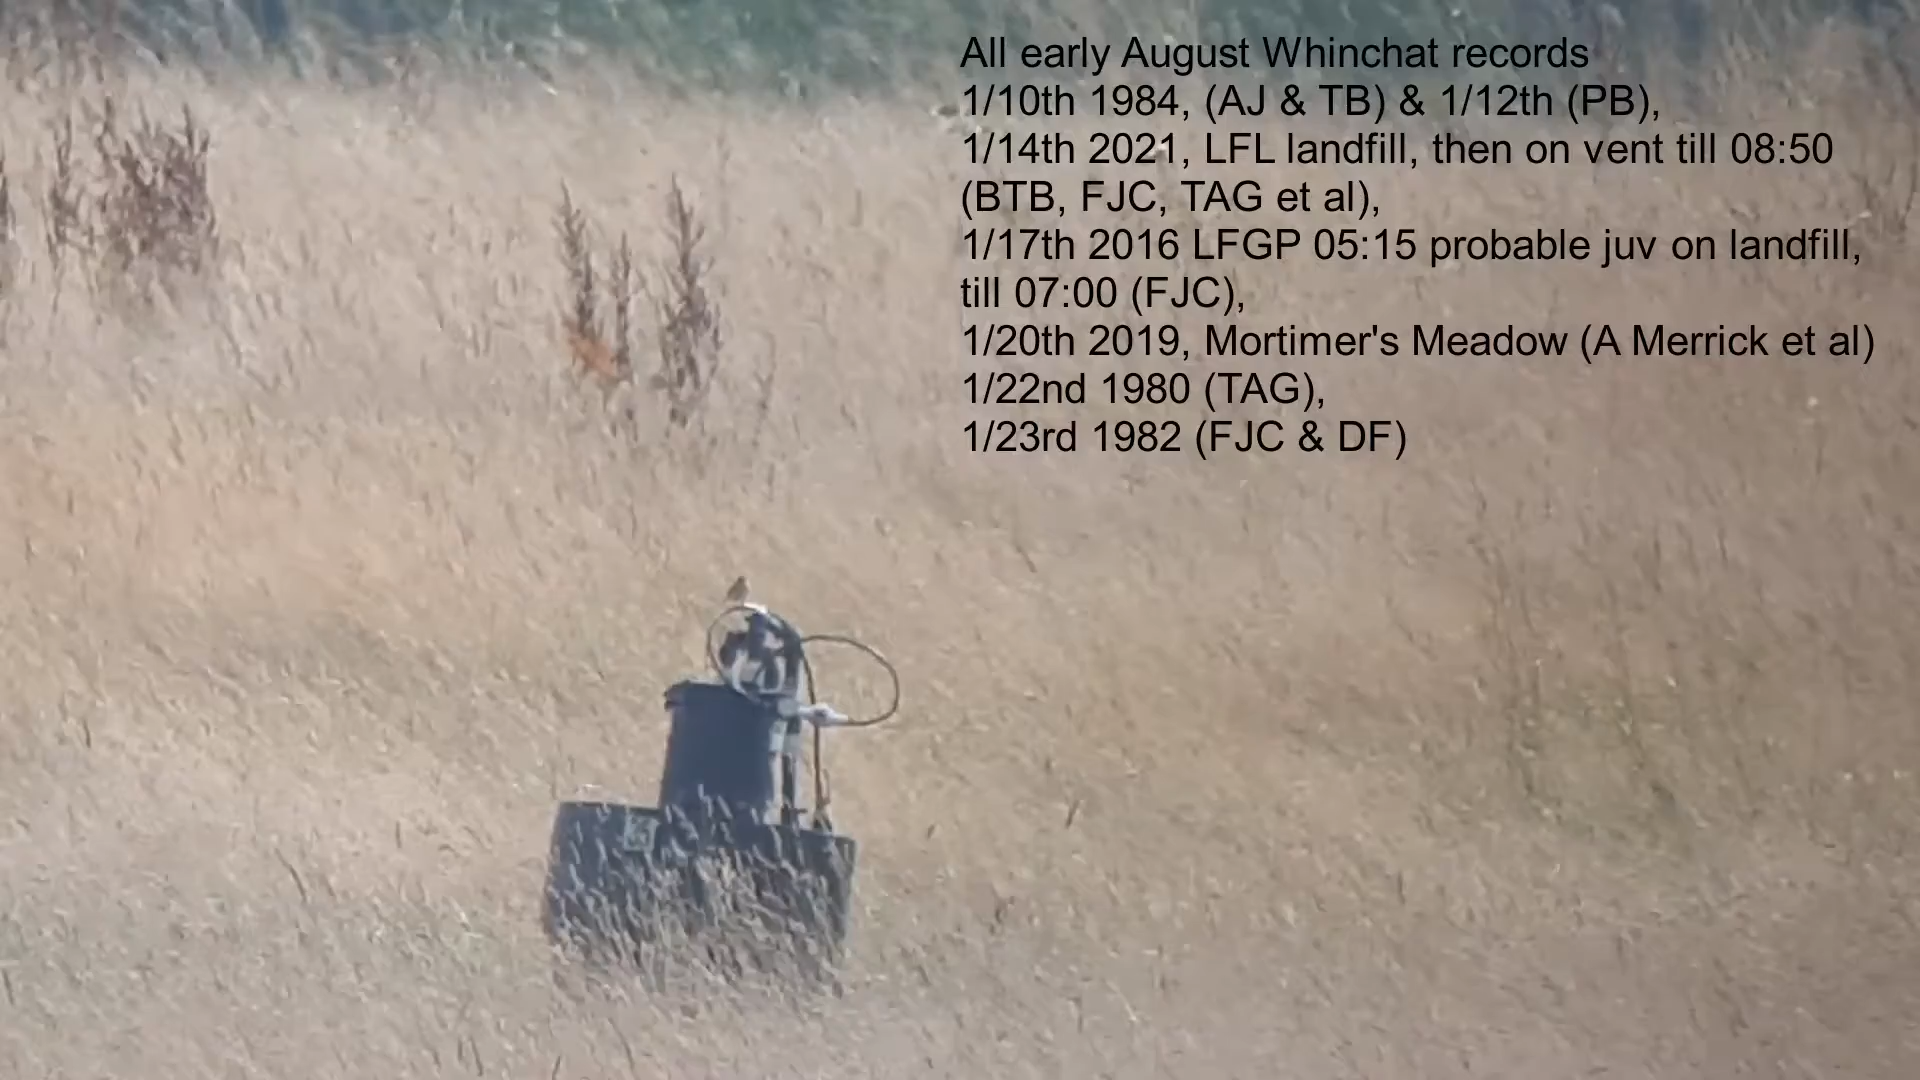 All early August Whinchat records
1/10th 1984, (AJ & TB) & 1/12th (PB),
1/14th 2021, LFL landfill, then on vent till 08:50
(BTB, FJC, TAG et al),
1/17th 2016 LFGP 05:15 probable juv on landfill,
till 07:00 (FJC),
1/20th 2019, Mortimer's Meadow (A Merrick et al)
1/22nd 1980 (TAG),
1/23rd 1982 (FJC & DF)